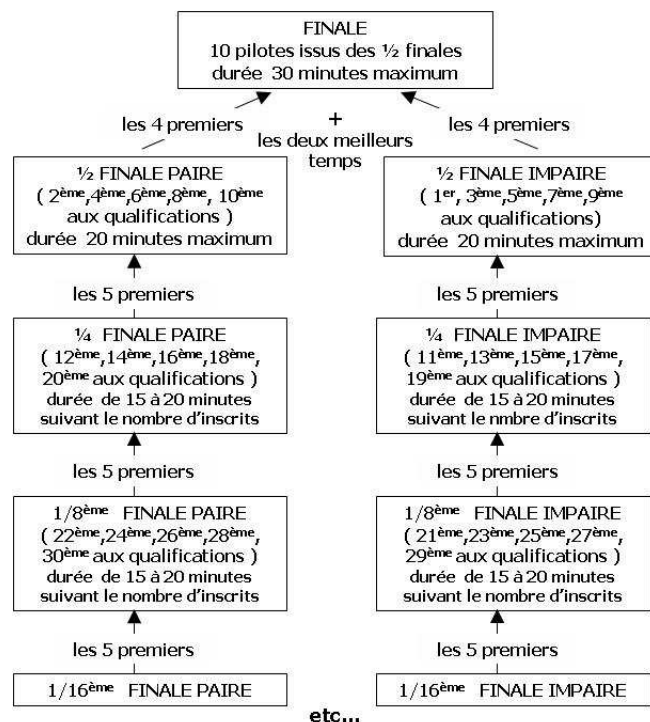 FINALE
10 pilotes issus des ½ finales
durée 30 minutes maximum
les 4 premiers
+
les deux meilleurs
temps
les 4 premiers
½ FINALE PAIRE
( 2ème,4ème,6ème,8ème, 10ème
aux qualifications )
durée 20 minutes maximum
½ FINALE IMPAIRE
( 1er, 3ème,5ème,7ème,9ème
aux qualifications)
durée 20 minutes maximum
les 5 premiers
les 5 premiers
¼ FINALE PAIRE
( 12ème,14ème,16ème,18ème,
20ème aux qualifications )
durée de 15 à 20 minutes
suivant le nombre d'inscrits
¼ FINALE IMPAIRE
( 11ème,13ème,15ème,17ème,
19ème aux qualifications )
durée de 15 à 20 minutes
suivant le nmbre d'inscrits
les 5 premiers
les 5 premiers
1/8ème FINALE PAIRE
( 22ème,24ème,26ème,28ème,
30ème aux qualifications )
durée de 15 à 20 minutes
suivant le nombre d'inscrits
1/8ème FINALE IMPAIRE
( 21ème,23ème,25ème,27ème,
29ème aux qualifications )
durée de 15 à 20 minutes
suivant le nombre d'inscrits
les 5 premiers
les 5 premiers
1/16ème FINALE PAIRE
1/16ème FINALE IMPAIRE
etc...